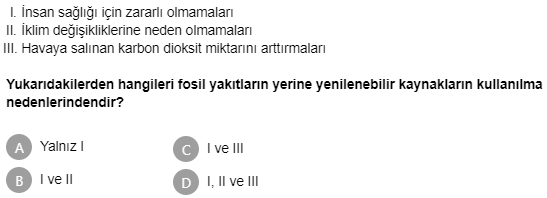 I. İnsan sağlığı için zararlı olmamaları
II. İklim değişikliklerine neden olmamaları
III. Havaya salınan karbon dioksit miktarını arttırmaları
Yukarıdakilerden hangileri fosil yakıtların yerine yenilenebilir kaynakların kullanılma
nedenlerindendir?
A Yalnız I
C I ve III
B I ve II
D I, II ve III